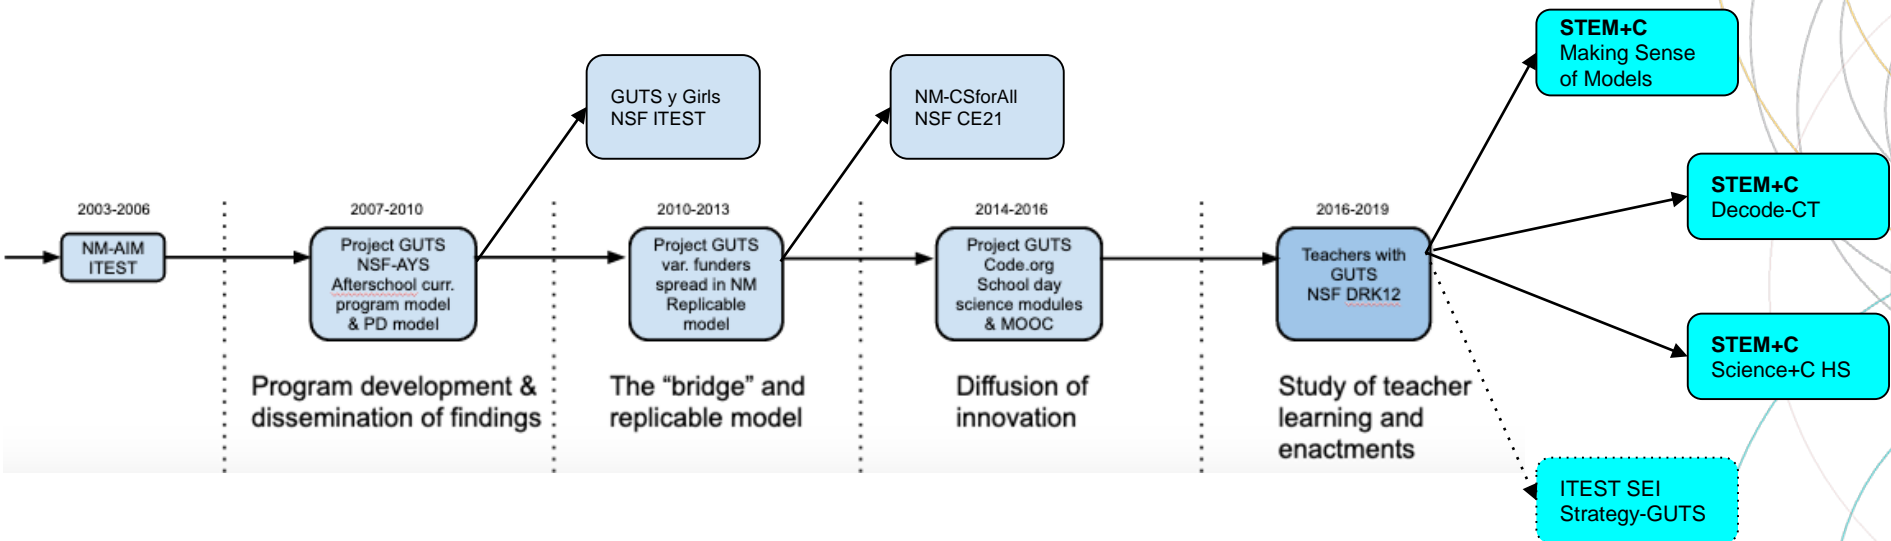 2003-2006
NM-AIM
ITEST
2007-2010
Project GUTS
NSF-AYS
Afterschool curr.
program model
& PD model
Program development &
dissemination of findings
GUTS y Girls
NSF ITEST
2010-2013
Project GUTS
var. funders
spread in NM
Replicable
model
The “bridge” and
replicable model
NM-CSforAll
NSF CE21
2014-2016
Project GUTS
Code.org
School day
science modules
& MOOC
Diffusion of
innovation
2016-2019
Teachers with
GUTS
NSF DRK12
Study of teacher
learning and
enactments
STEM+C
Making Sense
of Models
STEM+C
Decode-CT
STEM+C
Science+C HS
ITEST SEI
Strategy-GUTS